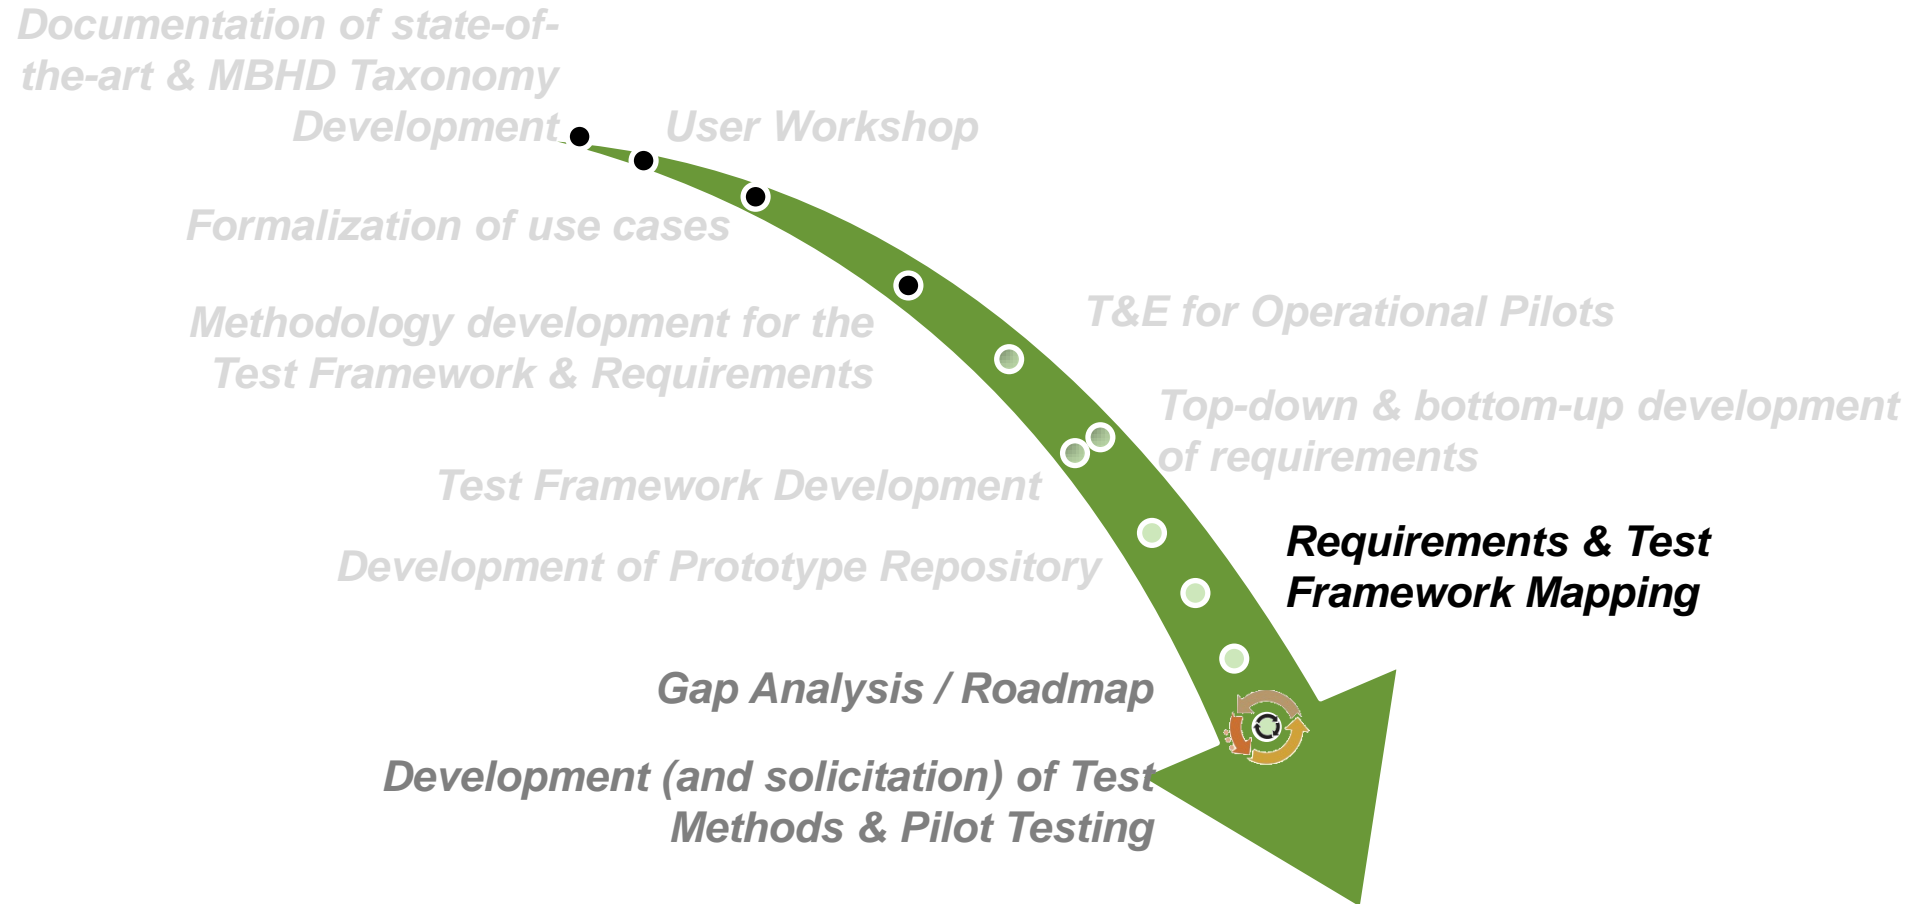 Documentation of state-of-
the-art & MBHD Taxonomy
Development
User Workshop
Formalization of use cases
Methodology development for the
Test Framework & Requirements
T&E for Operational Pilots
Top-down & bottom-up development
of requirements
Test Framework Development
Development of Prototype Repository
Requirements & Test
Framework Mapping
Gap Analysis / Roadmap
Development (and solicitation) of Test
Methods & Pilot Testing